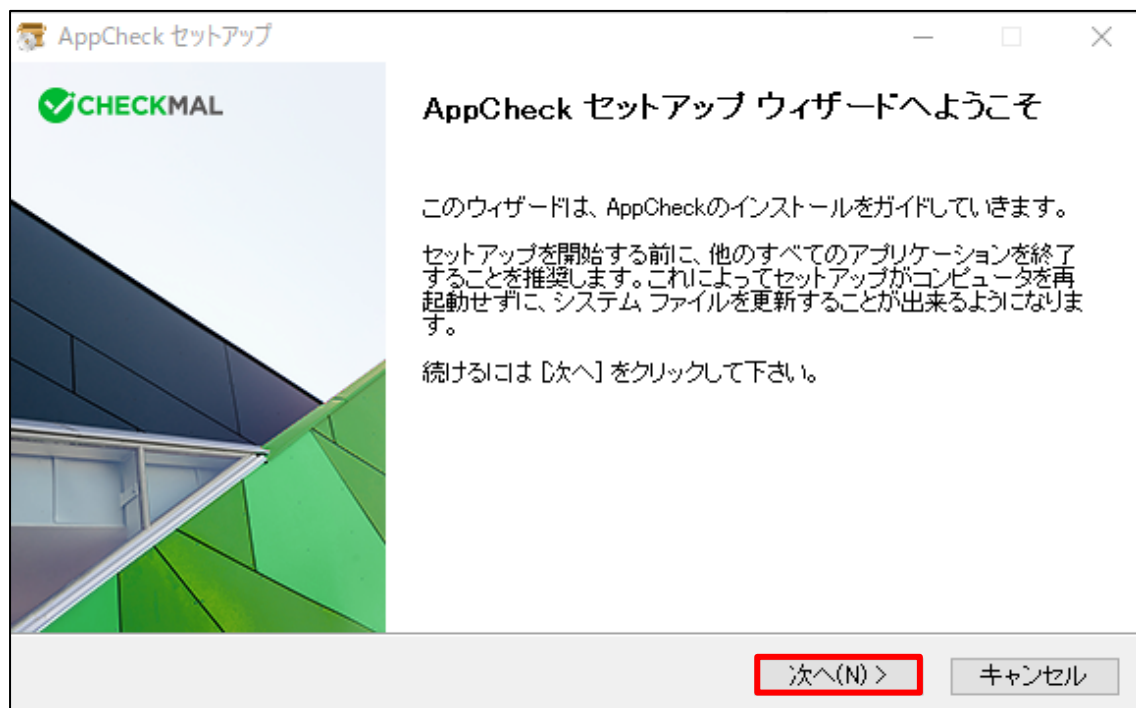 AppCheck セットアップ
CHECKMAL
AppCheck セットアップ ウィザードへようこそ
このウィザードは、AppCheckのインストールをガイドしていきます。
セットアップを開始する前に、他のすべてのアプリケーションを終了
することを推奨します。これによってセットアップがコンピュータを再
起動せずに、システム ファイルを更新することが出来るようになりま
す。
続けるには [次へ] をクリックして下さい。
次へ(N) >
キャンセル